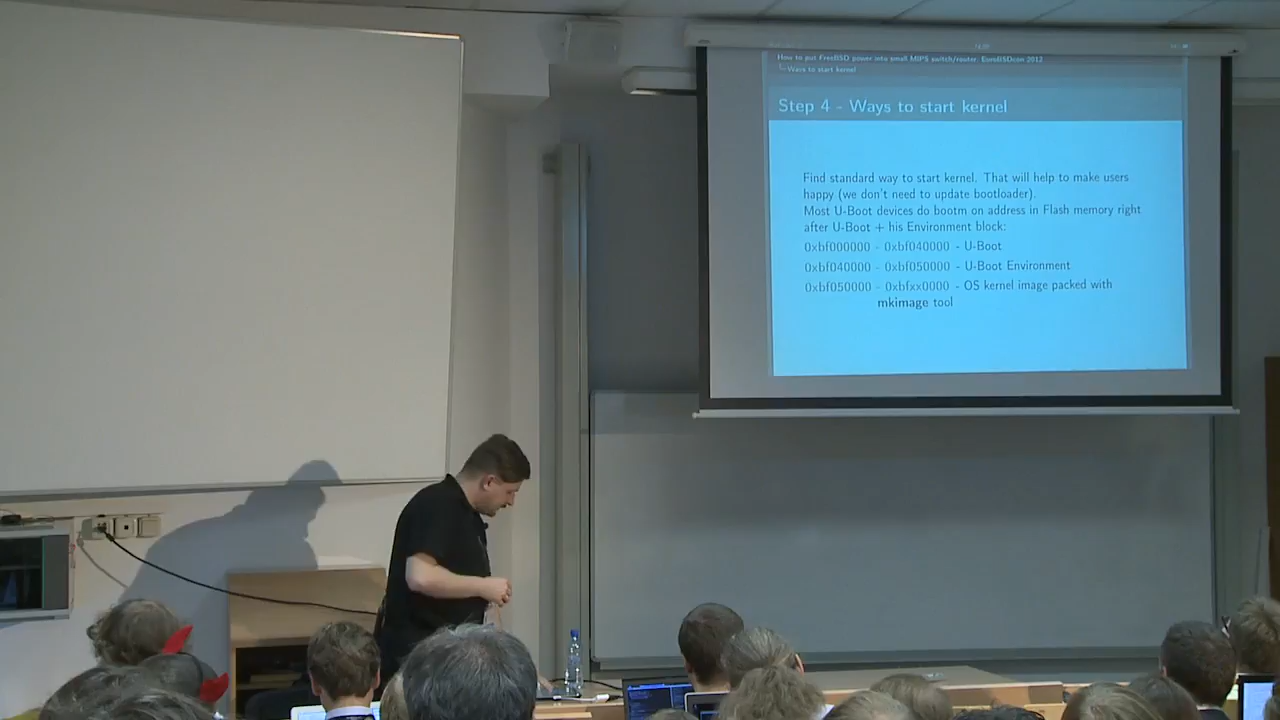 How to put FreeBSD power into small MIPS switch/router. EuroBSDcon 2012
Ways to start kernel
Step 4 - Ways to start kernel
Find standard way to start kernel. That will help to make users
happy (we don't need to update bootloader).
Most U-Boot devices do bootm on address in Flash memory right
after U-Boot + his Environment block:
0xbf000000 - 0xbf040000 - U-Boot
0xbf040000 - 0xbf050000 - U-Boot Environment
0xbf050000 - 0xbfxx0000 - OS kernel image packed with
mkimage tool